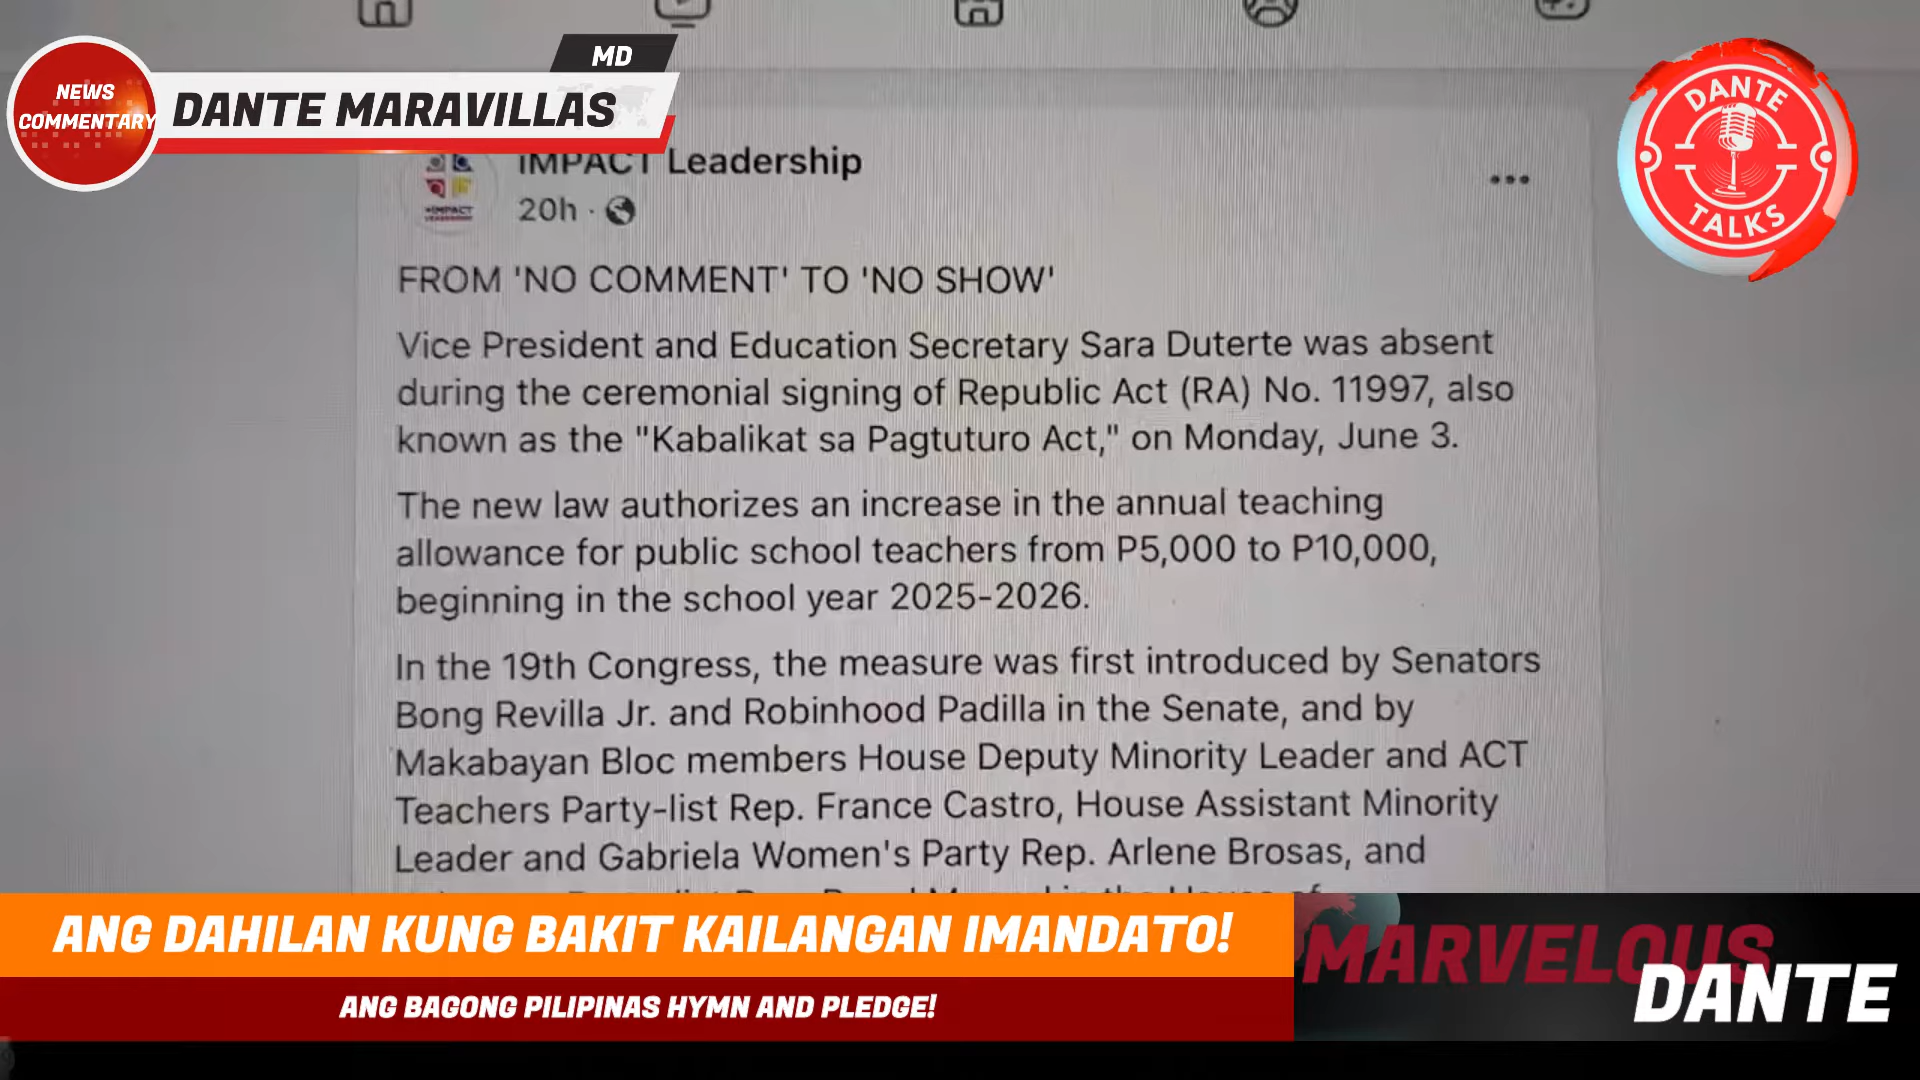 MD
NEWS
COMMENTARY
DANTE MARAVILLAS
DANTE
TALKS
IMPACT Leadership
20h ·
FROM 'NO COMMENT' TO 'NO SHOW'
Vice President and Education Secretary Sara Duterte was absent
during the ceremonial signing of Republic Act (RA) No. 11997, also
known as the "Kabalikat sa Pagtuturo Act," on Monday, June 3.
The new law authorizes an increase in the annual teaching
allowance for public school teachers from P5,000 to P10,000,
beginning in the school year 2025-2026.
In the 19th Congress, the measure was first introduced by Senators
Bong Revilla Jr. and Robinhood Padilla in the Senate, and by
Makabayan Bloc members House Deputy Minority Leader and ACT
Teachers Party-list Rep. France Castro, House Assistant Minority
Leader and Gabriela Women's Party Rep. Arlene Brosas, and
ANG DAHILAN KUNG BAKIT KAILANGAN IMANDATO!
ANG BAGONG PILIPINAS HYMN AND PLEDGE!
MARVELOUS
DANTE